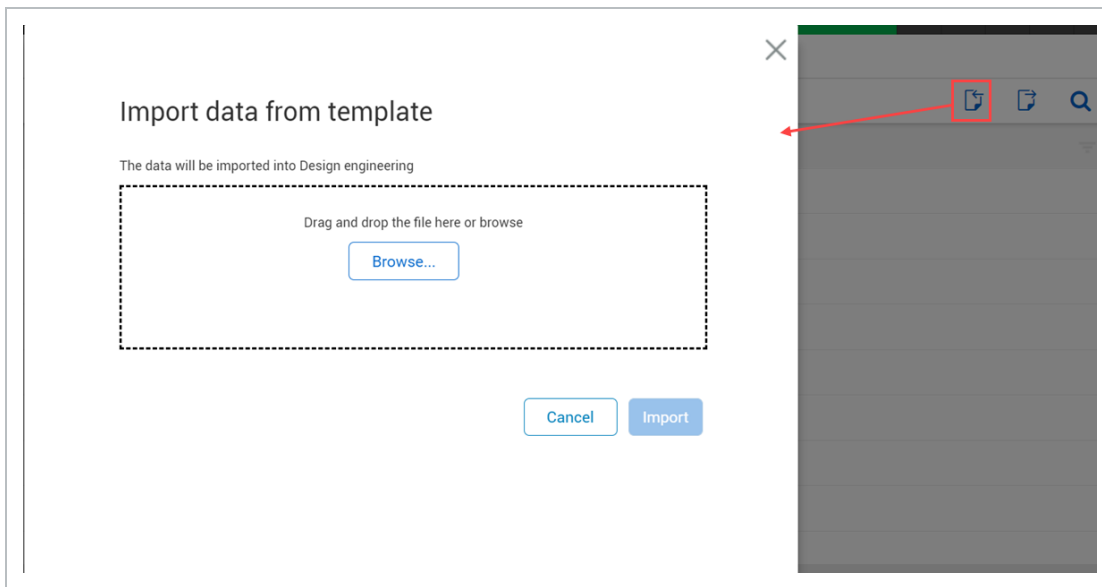 Import data from template
The data will be imported into Design engineering
Drag and drop the file here or browse
Browse...
Cancel
Import